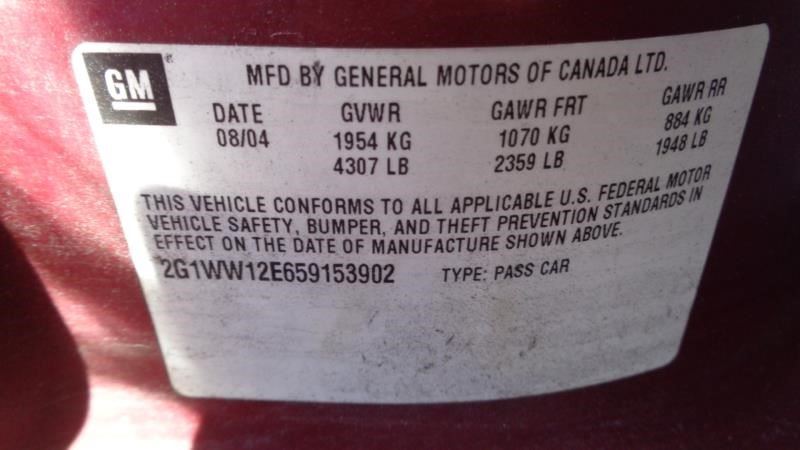 GM
MFD BY GENERAL MOTORS OF CANADA LTD.
DATE GVWR GAWR FRT GAWR RR
08/04 1954 KG 1070 KG 884 KG
4307 LB 2359 LB 1948 LB
THIS VEHICLE CONFORMS TO ALL APPLICABLE U.S. FEDERAL MOTOR
VEHICLE SAFETY, BUMPER, AND THEFT PREVENTION STANDARDS IN
EFFECT ON THE DATE OF MANUFACTURE SHOWN ABOVE.
2G1WW12E659153902 TYPE: PASS CAR